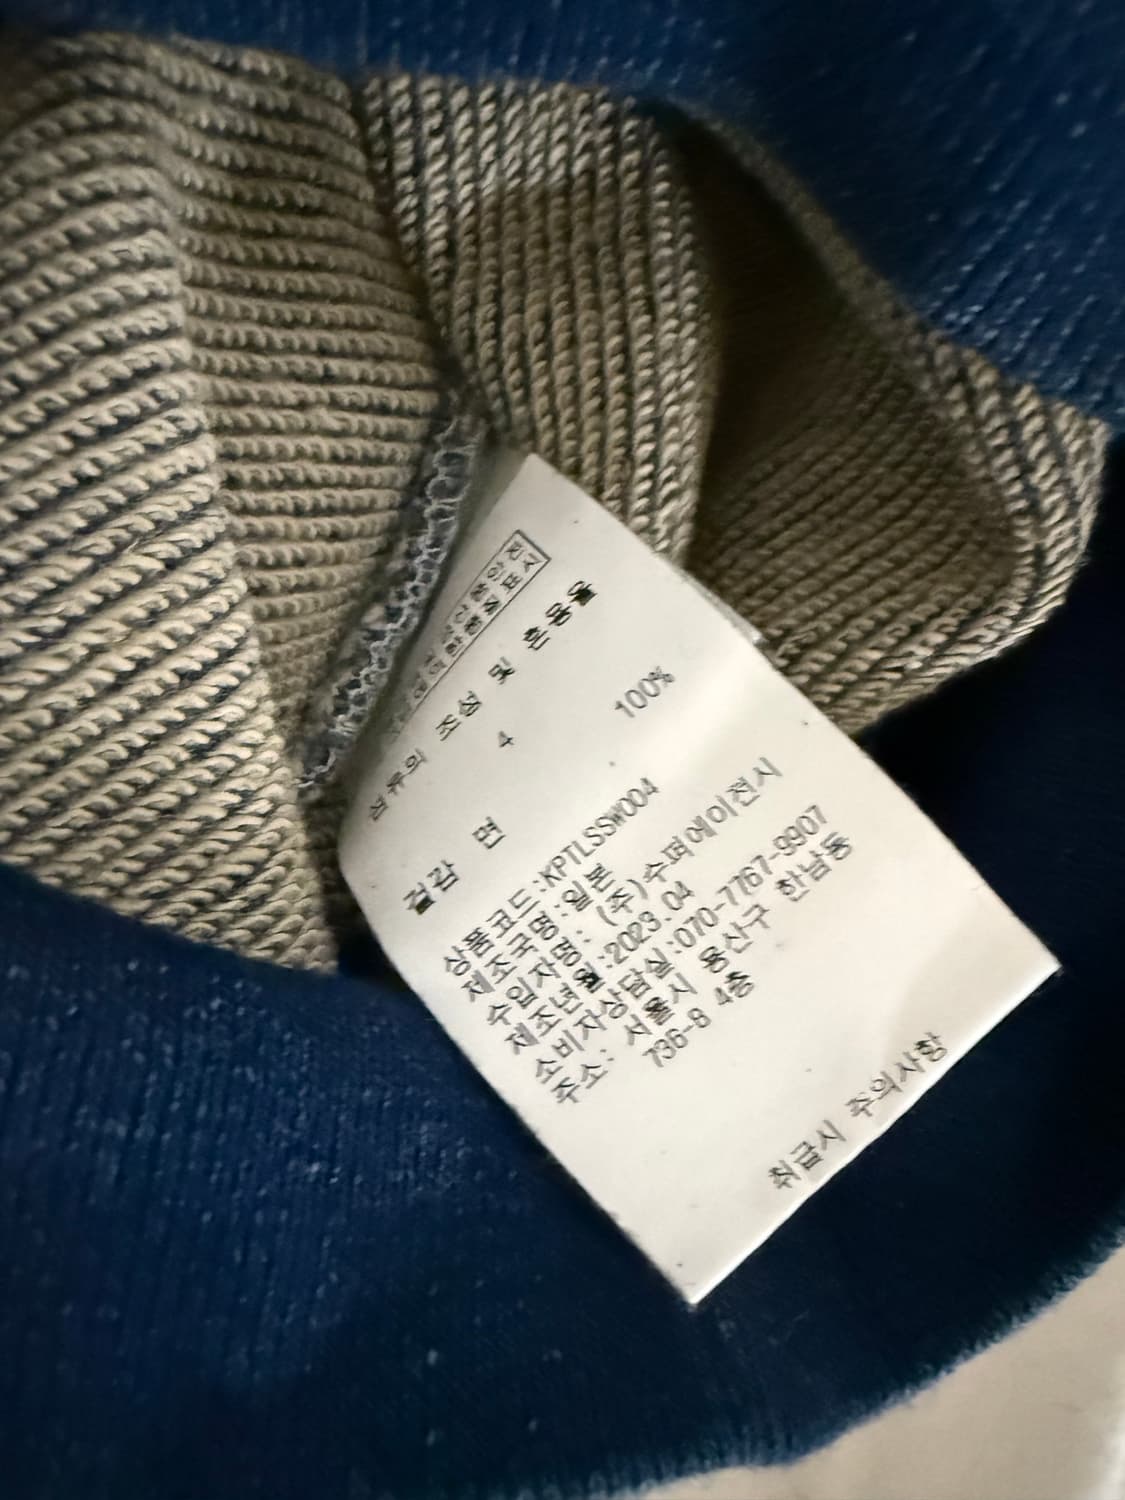 섬유의 조성 및 혼용률
4
겉감 면 100%
상품코드:KPTLSSW004
제조국명:일본
수입자명: (주)수퍼에이전시
제조년월:2023.04
소비자상담실:070-7767-9907
주소: 서울시 용산구 한남동
736-8 4층
취급시 주의사항